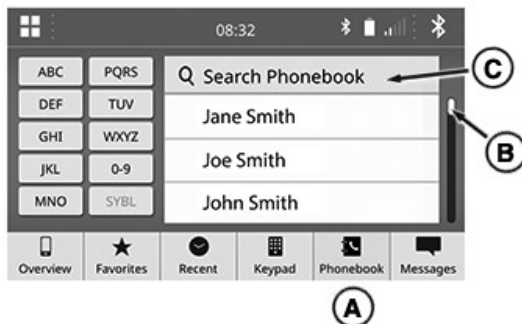 08:32
ABC PQRS
DEF TUV
GHI WXYZ
JKL 0-9
MNO SYBL
Search Phonebook
Jane Smith
Joe Smith
John Smith
Overview Favorites Recent Keypad Phonebook Messages
C
B
A